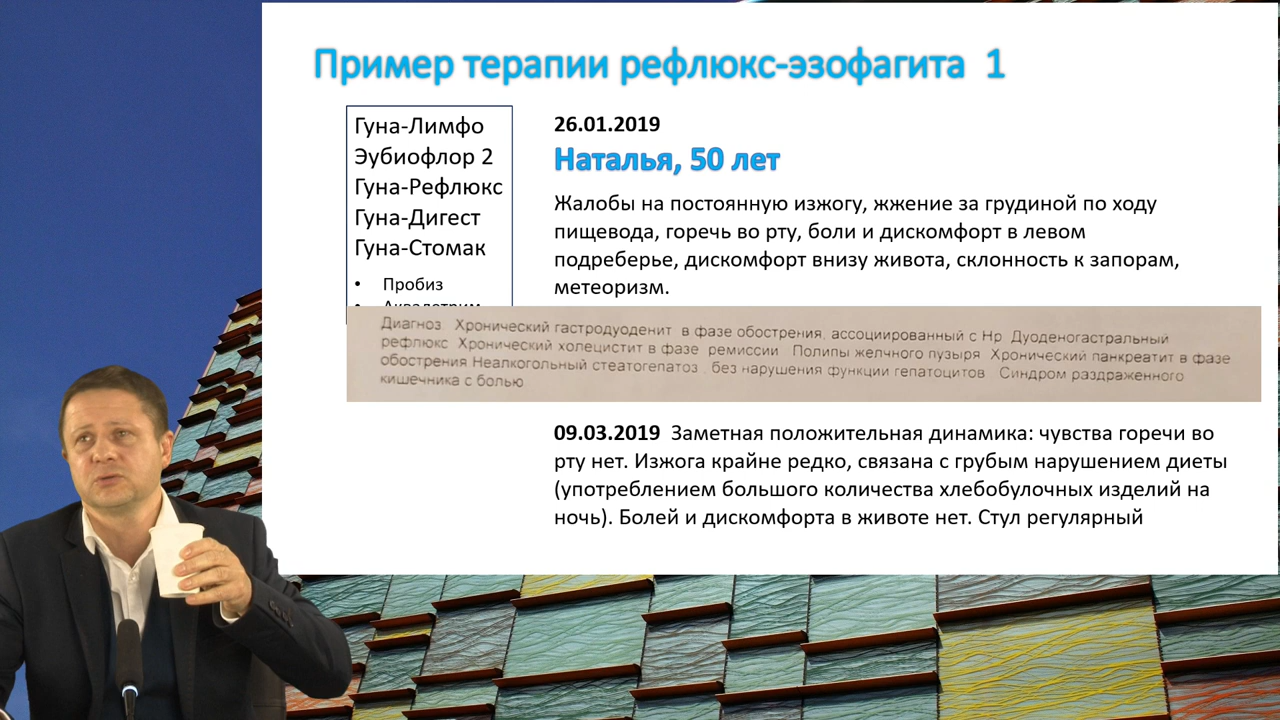 Пример терапии рефлюкс-эзофагита 1
Гуна-Лимфо
Эубиофлор 2
Гуна-Рефлюкс
Гуна-Дигест
Гуна-Стомак
• Пробиз
• Аквадетрим
26.01.2019
Наталья, 50 лет
Жалобы на постоянную изжогу, жжение за грудиной по ходу
пищевода, горечь во рту, боли и дискомфорт в левом
подреберье, дискомфорт внизу живота, склонность к запорам,
метеоризм.
Диагноз. Хронический гастродуоденит в фазе обострения, ассоциированный с Нр. Дуоденогастральный
рефлюкс Хронический холецистит в фазе ремиссии Полипы желчного пузыря Хронический панкреатит в фазе
обострения Неалкогольный стеатогепатоз , без нарушения функции гепатоцитов Синдром раздраженного
кишечника с болью
09.03.2019 Заметная положительная динамика: чувства горечи во
рту нет. Изжога крайне редко, связана с грубым нарушением диеты
(употреблением большого количества хлебобулочных изделий на
ночь). Болей и дискомфорта в животе нет. Стул регулярный